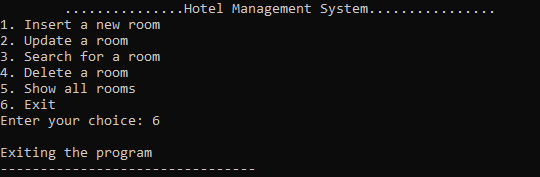 ...............Hotel Management System................
1. Insert a new room
2. Update a room
3. Search for a room
4. Delete a room
5. Show all rooms
6. Exit
Enter your choice: 6
Exiting the program
--------------------------------